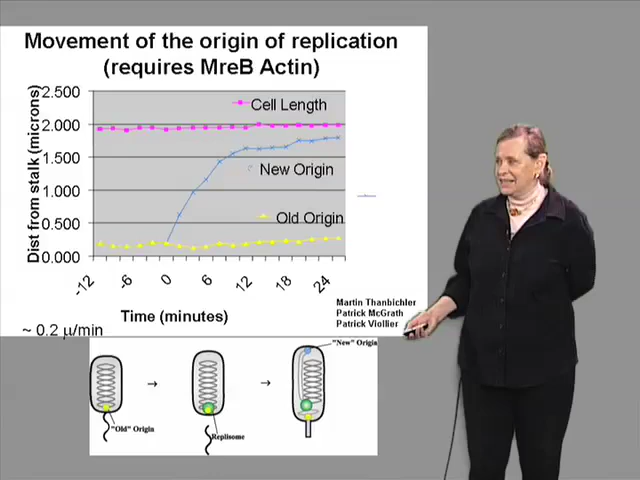 Movement of the origin of replication
(requires MreB Actin)
Dist from stalk (microns)
2.500
2.000
1.500
1.000
0.500
0.000
Cell Length
New Origin
Old Origin
-12
-6
0
6
12
18
24
Time (minutes)
Martin Thanbichler
Patrick McGrath
Patrick Viollier
~ 0.2 μ/min
"Old" Origin
Replisome
"New" Origin